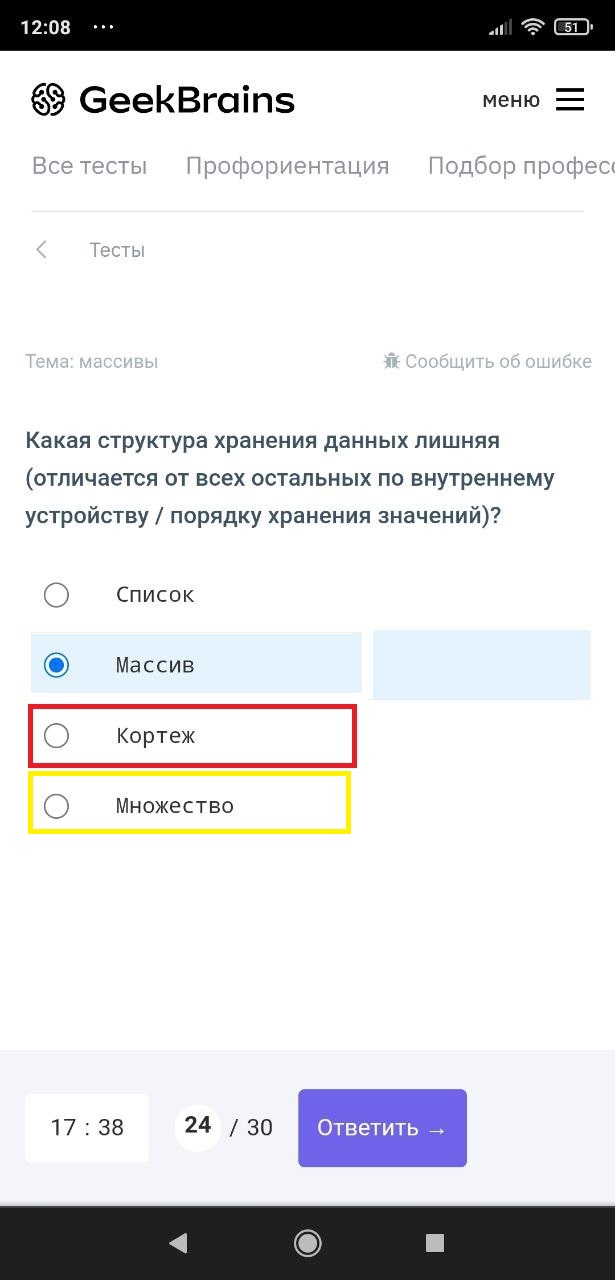 12:08 ... 51
GeekBrains меню
Все тесты Профориентация Подбор професс
Тесты
Тема: массивы Сообщить об ошибке
Какая структура хранения данных лишняя
(отличается от всех остальных по внутреннему
устройству / порядку хранения значений)?
Список
Массив
Кортеж
Множество
17 : 38 24 / 30 Ответить →